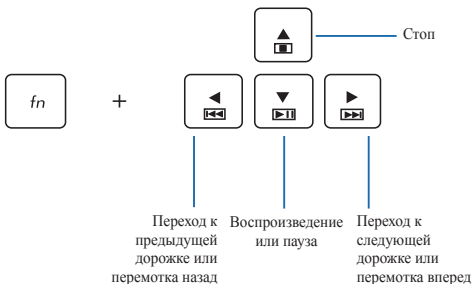 Стоп
fn +
Переход к
предыдущей
дорожке или
перемотка назад
Воспроизведение
или пауза
Переход к
следующей
дорожке или
перемотка вперед